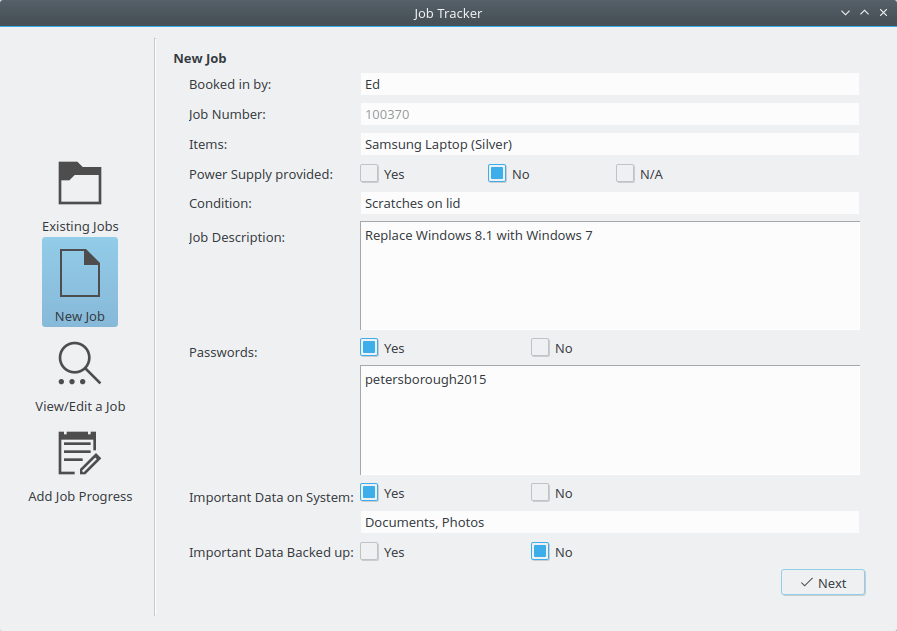 Job Tracker
Existing Jobs
New Job
View/Edit a Job
Add Job Progress
New Job
Booked in by: Ed
Job Number: 100370
Items: Samsung Laptop (Silver)
Power Supply provided: Yes No N/A
Condition: Scratches on lid
Job Description: Replace Windows 8.1 with Windows 7
Passwords: Yes No
petersborough2015
Important Data on System: Yes No
Documents, Photos
Important Data Backed up: Yes No
Next